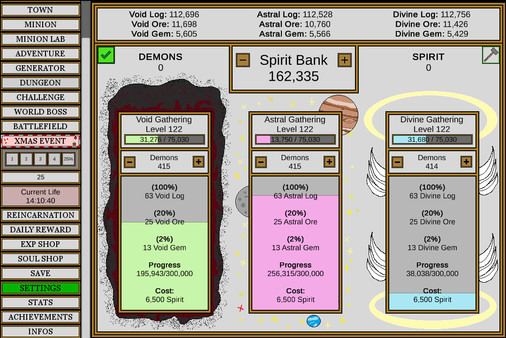 TOWN
MINION
MINION LAB
ADVENTURE
GENERATOR
DUNGEON
CHALLENGE
WORLD BOSS
BATTLEFIELD
XMAS EVENT
1 2 3 4 25%
25
Current Life
14:10:40
REINCARNATION
DAILY REWARD
EXP SHOP
SOUL SHOP
SAVE
SETTINGS
STATS
ACHIEVEMENTS
INFOS
Void Log: 112,696
Void Ore: 11,698
Void Gem: 5,605
Astral Log: 112,528
Astral Ore: 10,760
Astral Gem: 5,566
Divine Log: 112,756
Divine Ore: 11,426
Divine Gem: 5,429
DEMONS
0
Spirit Bank
162,335
SPIRIT
0
Void Gathering
Level 122
31,278 / 75,030
Demons
415
(100%)
63 Void Log
(20%)
25 Void Ore
(2%)
13 Void Gem
Progress
195,943/300,000
Cost:
6,500 Spirit
Astral Gathering
Level 122
13,750 / 75,030
Demons
415
(100%)
63 Astral Log
(20%)
25 Astral Ore
(2%)
13 Astral Gem
Progress
256,315/300,000
Cost:
6,500 Spirit
Divine Gathering
Level 122
31,680 / 75,030
Demons
414
(100%)
63 Divine Log
(20%)
25 Divine Ore
(2%)
13 Divine Gem
Progress
38,038/300,000
Cost:
6,500 Spirit